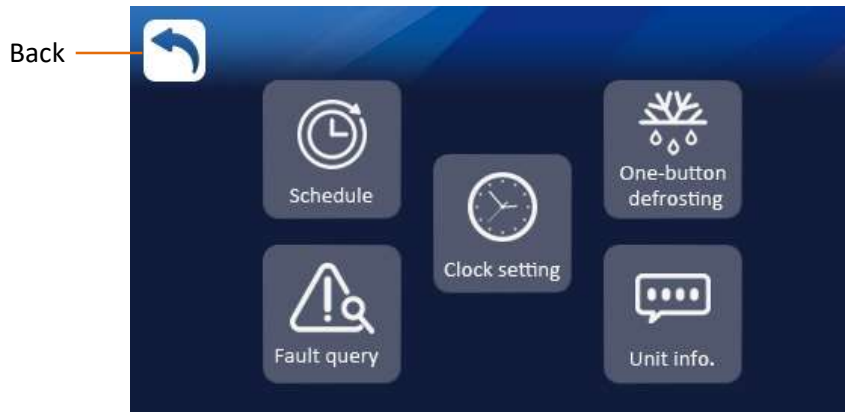 Back
Schedule
One-button
defrosting
Clock setting
Fault query
Unit info.